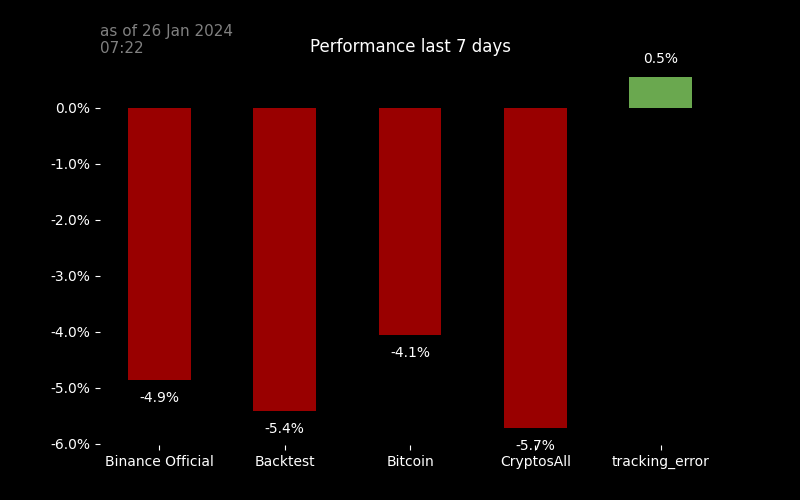 as of 26 Jan 2024
07:22
Performance last 7 days
0.5%
0.0%
-1.0%
-2.0%
-3.0%
-4.0%
-4.1%
-5.0%
-4.9%
-5.4%
-6.0%
-5.7%
Binance Official
Backtest
Bitcoin
CryptosAll
tracking_error